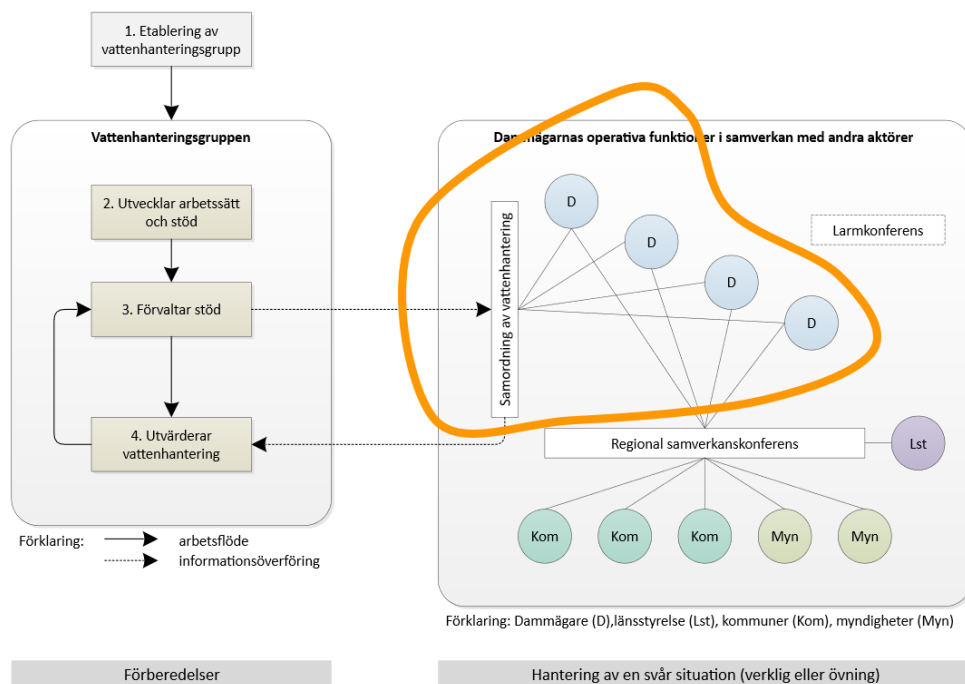 1. Etablering av
vattenhanteringsgrupp
Vattenhanteringsgruppen
2. Utvecklar arbetssätt
och stöd
3. Förvaltar stöd
4. Utvärderar
vattenhantering
Förklaring:
arbetsflöde
informationsöverföring
Förberedelser
Dammägarnas operativa funktioner i samverkan med andra aktörer
Samordning av vattenhantering
D
D
D
D
Larmkonferens
Regional samverkanskonferens
Lst
Kom
Kom
Kom
Myn
Myn
Förklaring: Dammägare (D),länsstyrelse (Lst), kommuner (Kom), myndigheter (Myn)
Hantering av en svår situation (verklig eller övning)